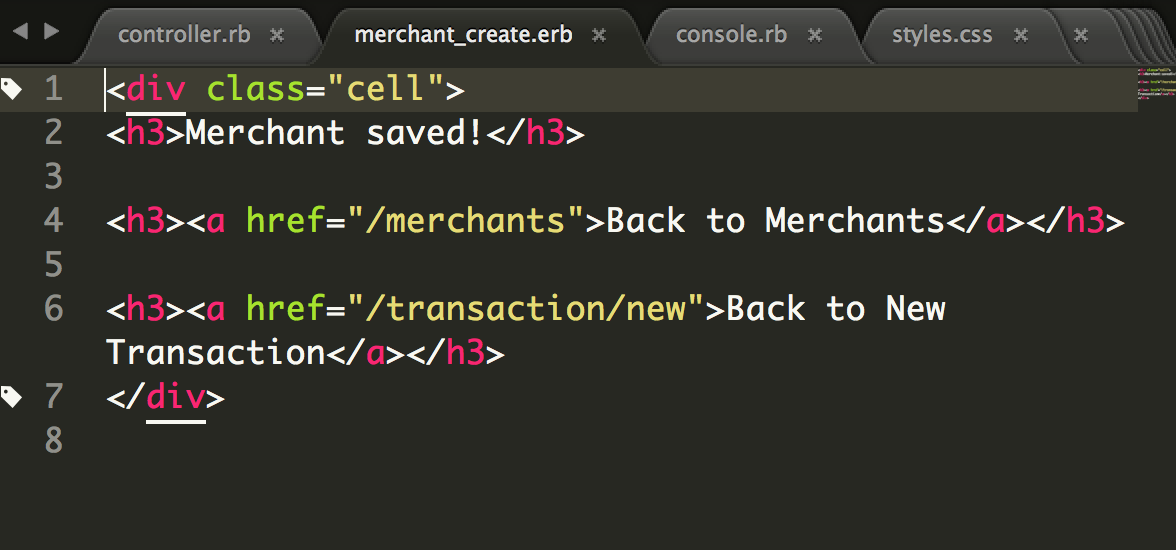 controller.rb × merchant_create.erb × console.rb × styles.css × ×
1 <div class="cell">
2 <h3>Merchant saved!</h3>
3
4 <h3><a href="/merchants">Back to Merchants</a></h3>
5
6 <h3><a href="/transaction/new">Back to New
Transaction</a></h3>
7 </div>
8